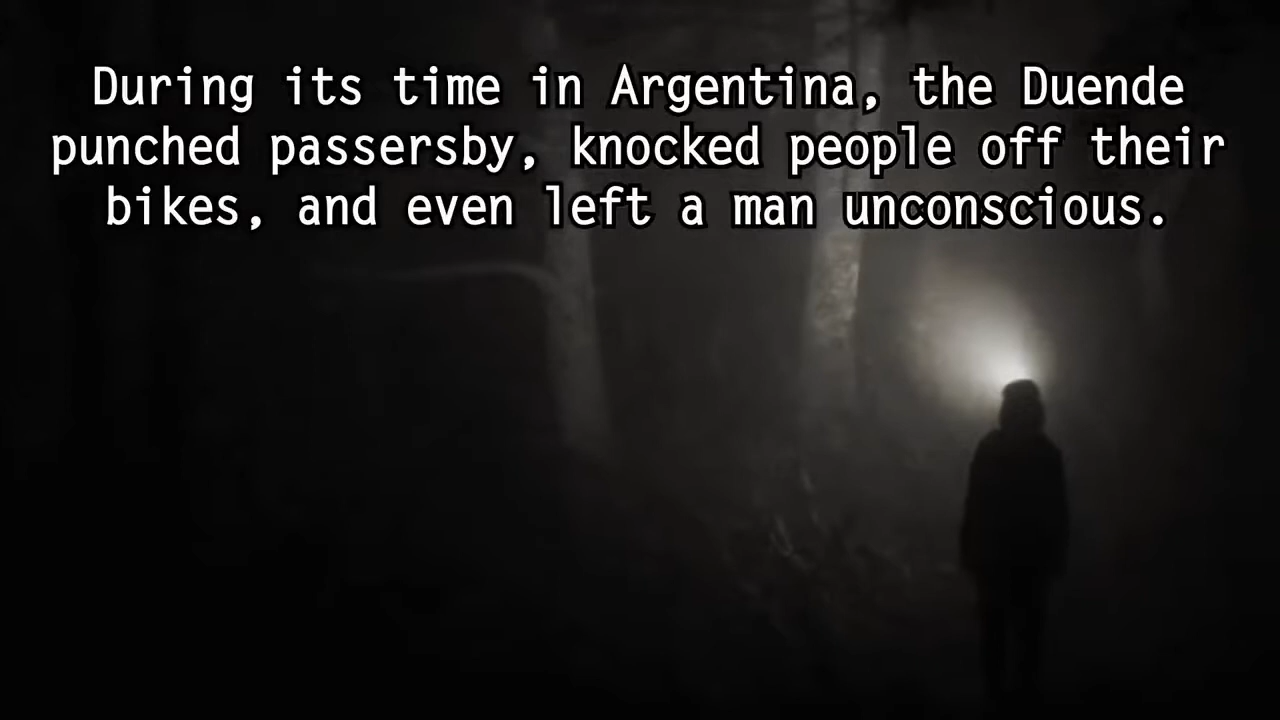 During its time in Argentina, the Duende
punched passersby, knocked people off their
bikes, and even left a man unconscious.